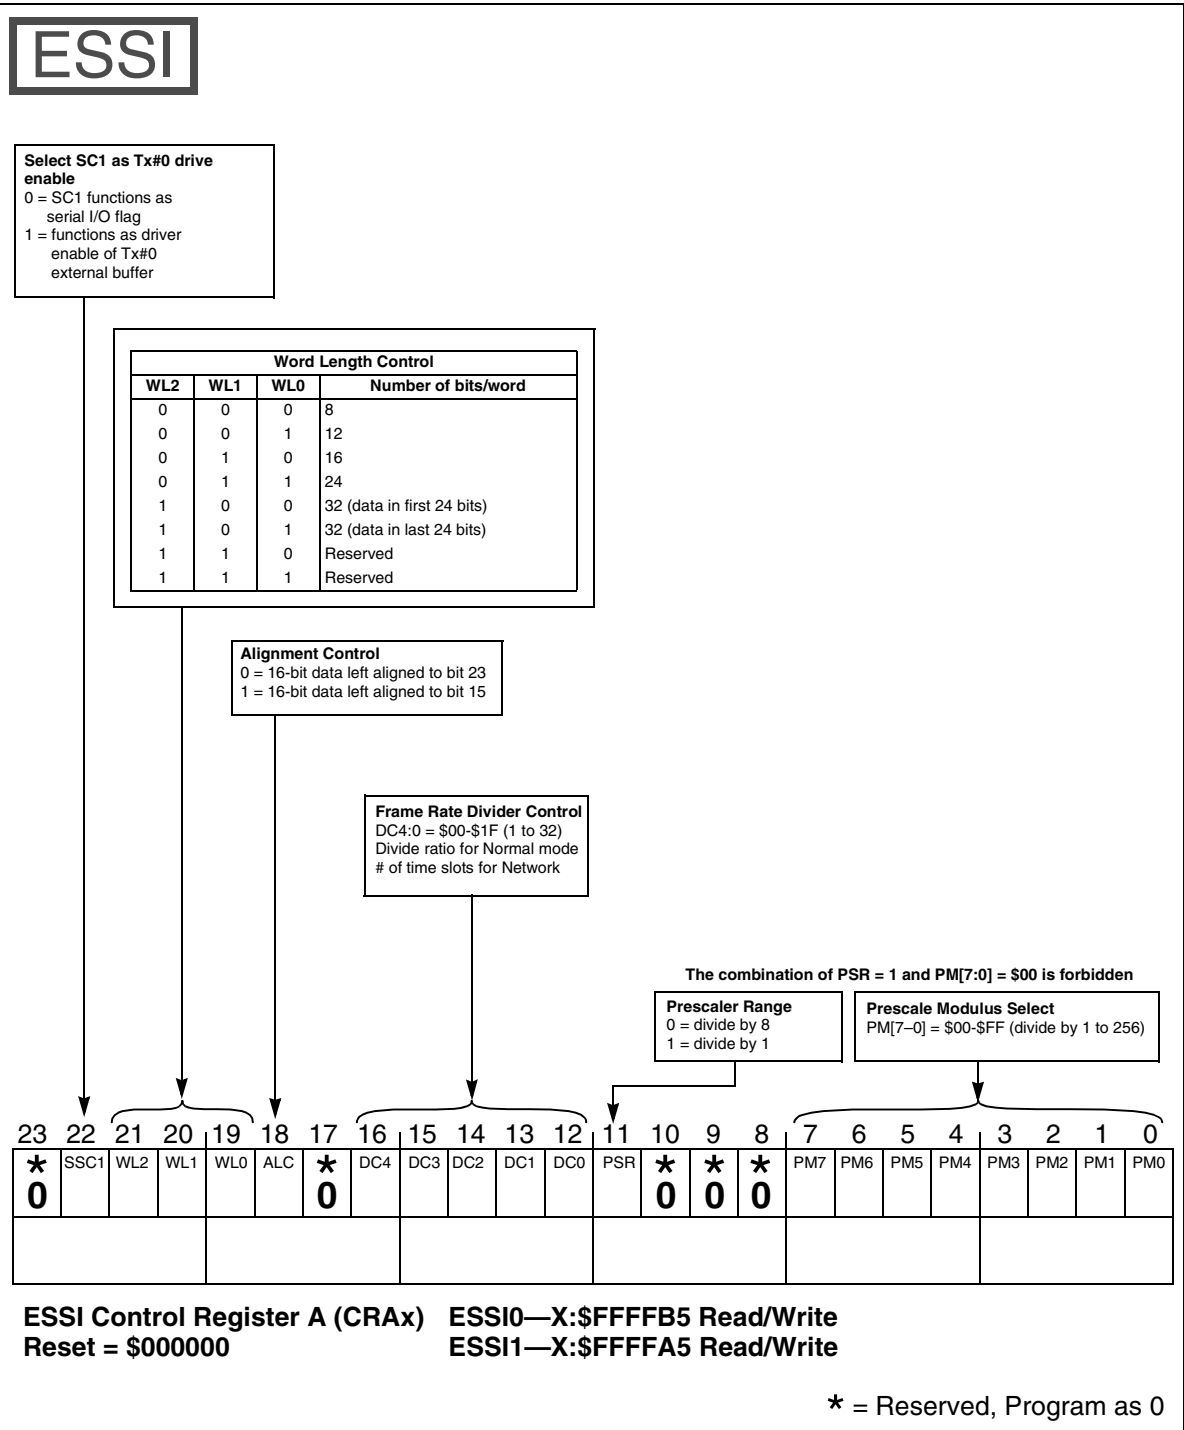 ESSI
Select SC1 as Tx#0 drive
enable
0 = SC1 functions as
serial I/O flag
1 = functions as driver
enable of Tx#0
external buffer
Word Length Control
WL2 WL1 WL0 Number of bits/word
0 0 0 8
0 0 1 12
0 1 0 16
0 1 1 24
1 0 0 32 (data in first 24 bits)
1 0 1 32 (data in last 24 bits)
1 1 0 Reserved
1 1 1 Reserved
Alignment Control
0 = 16-bit data left aligned to bit 23
1 = 16-bit data left aligned to bit 15
Frame Rate Divider Control
DC4:0 = $00-$1F (1 to 32)
Divide ratio for Normal mode
# of time slots for Network
The combination of PSR = 1 and PM[7:0] = $00 is forbidden
Prescaler Range
0 = divide by 8
1 = divide by 1
Prescale Modulus Select
PM[7–0] = $00-$FF (divide by 1 to 256)
23 22 21 20 19 18 17 16 15 14 13 12 11 10 9 8 7 6 5 4 3 2 1 0
* SSC1 WL2 WL1 WL0 ALC * DC4 DC3 DC2 DC1 DC0 PSR * * * PM7 PM6 PM5 PM4 PM3 PM2 PM1 PM0
0 0 0 0 0
ESSI Control Register A (CRAx) ESSI0—X:$FFFFB5 Read/Write
Reset = $000000 ESSI1—X:$FFFFA5 Read/Write
* = Reserved, Program as 0